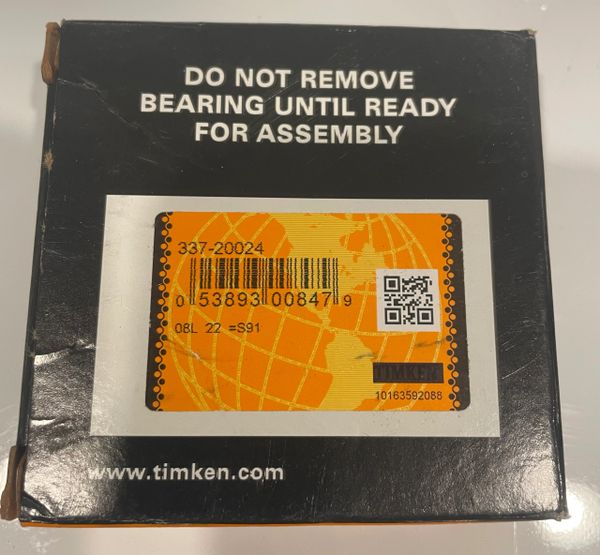 DO NOT REMOVE
BEARING UNTIL READY
FOR ASSEMBLY
337-20024
0 53893 00847 9
08L 22 =S91
TIMKEN
10163592088
www.timken.com